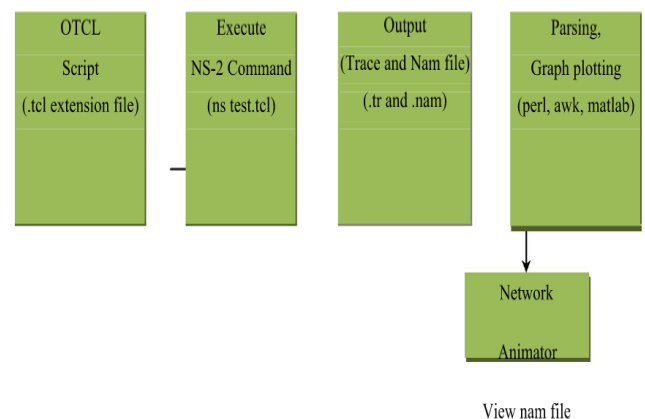 OTCL
Script
(.tcl extension file)
Execute
NS-2 Command
(ns test.tcl)
Output
(Trace and Nam file)
(.tr and .nam)
Parsing,
Graph plotting
(perl, awk, matlab)
Network
Animator
View nam file